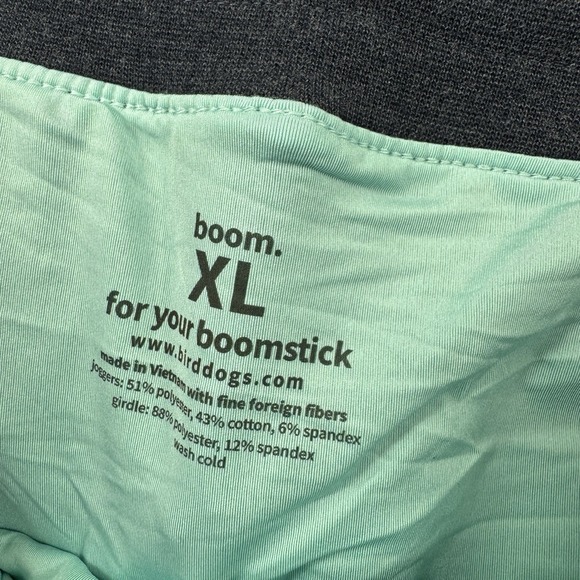 boom.
XL
for your boomstick
www.birddogs.com
made in Vietnam with fine foreign fibers
joggers: 51% polyester, 43% cotton, 6% spandex
girdle: 88% polyester, 12% spandex
wash cold